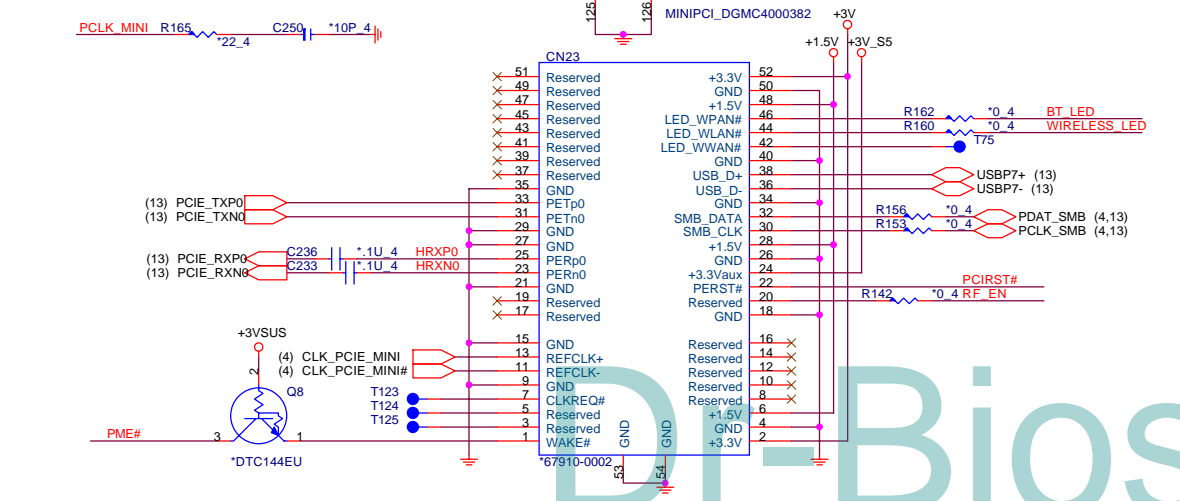 125 126 MINIPCI_DGMC4000382
+3V
PCLK_MINI R165 *22_4 C250 *10P_4
+1.5V +3V_S5
CN23
51 Reserved +3.3V 52
49 Reserved GND 50
47 Reserved +1.5V 48
45 Reserved LED_WPAN# 46 R162 *0_4 BT_LED
43 Reserved LED_WLAN# 44 R160 *0_4 WIRELESS_LED
41 Reserved LED_WWAN# 42 T75
39 Reserved GND 40
37 Reserved USB_D+ 38 USBP7+ (13)
35 GND USB_D- 36 USBP7- (13)
(13) PCIE_TXP0 33 PETp0 GND 34
(13) PCIE_TXN0 31 PETn0 SMB_DATA 32 R156 *0_4 PDAT_SMB (4,13)
29 GND SMB_CLK 30 R153 *0_4 PCLK_SMB (4,13)
27 GND +1.5V 28
(13) PCIE_RXP0 C236 *.1U_4 HRXP0 25 PERp0 GND 26
(13) PCIE_RXN0 C233 *.1U_4 HRXN0 23 PERn0 +3.3Vaux 24
21 GND PERST# 22 PCIRST#
19 Reserved Reserved 20 R142 *0_4 RF_EN
17 Reserved GND 18
+3VSUS
15 GND Reserved 16
(4) CLK_PCIE_MINI 13 REFCLK+ Reserved 14
(4) CLK_PCIE_MINI# 11 REFCLK- Reserved 12
2 9 GND Reserved 10
Q8 T123 7 CLKREQ# Reserved 8
T124 5 Reserved +1.5V 6
T125 3 Reserved GND 4
PME# 3 1 1 WAKE# +3.3V 2
GND GND
*DTC144EU *67910-0002 53 54
Dr-Bios